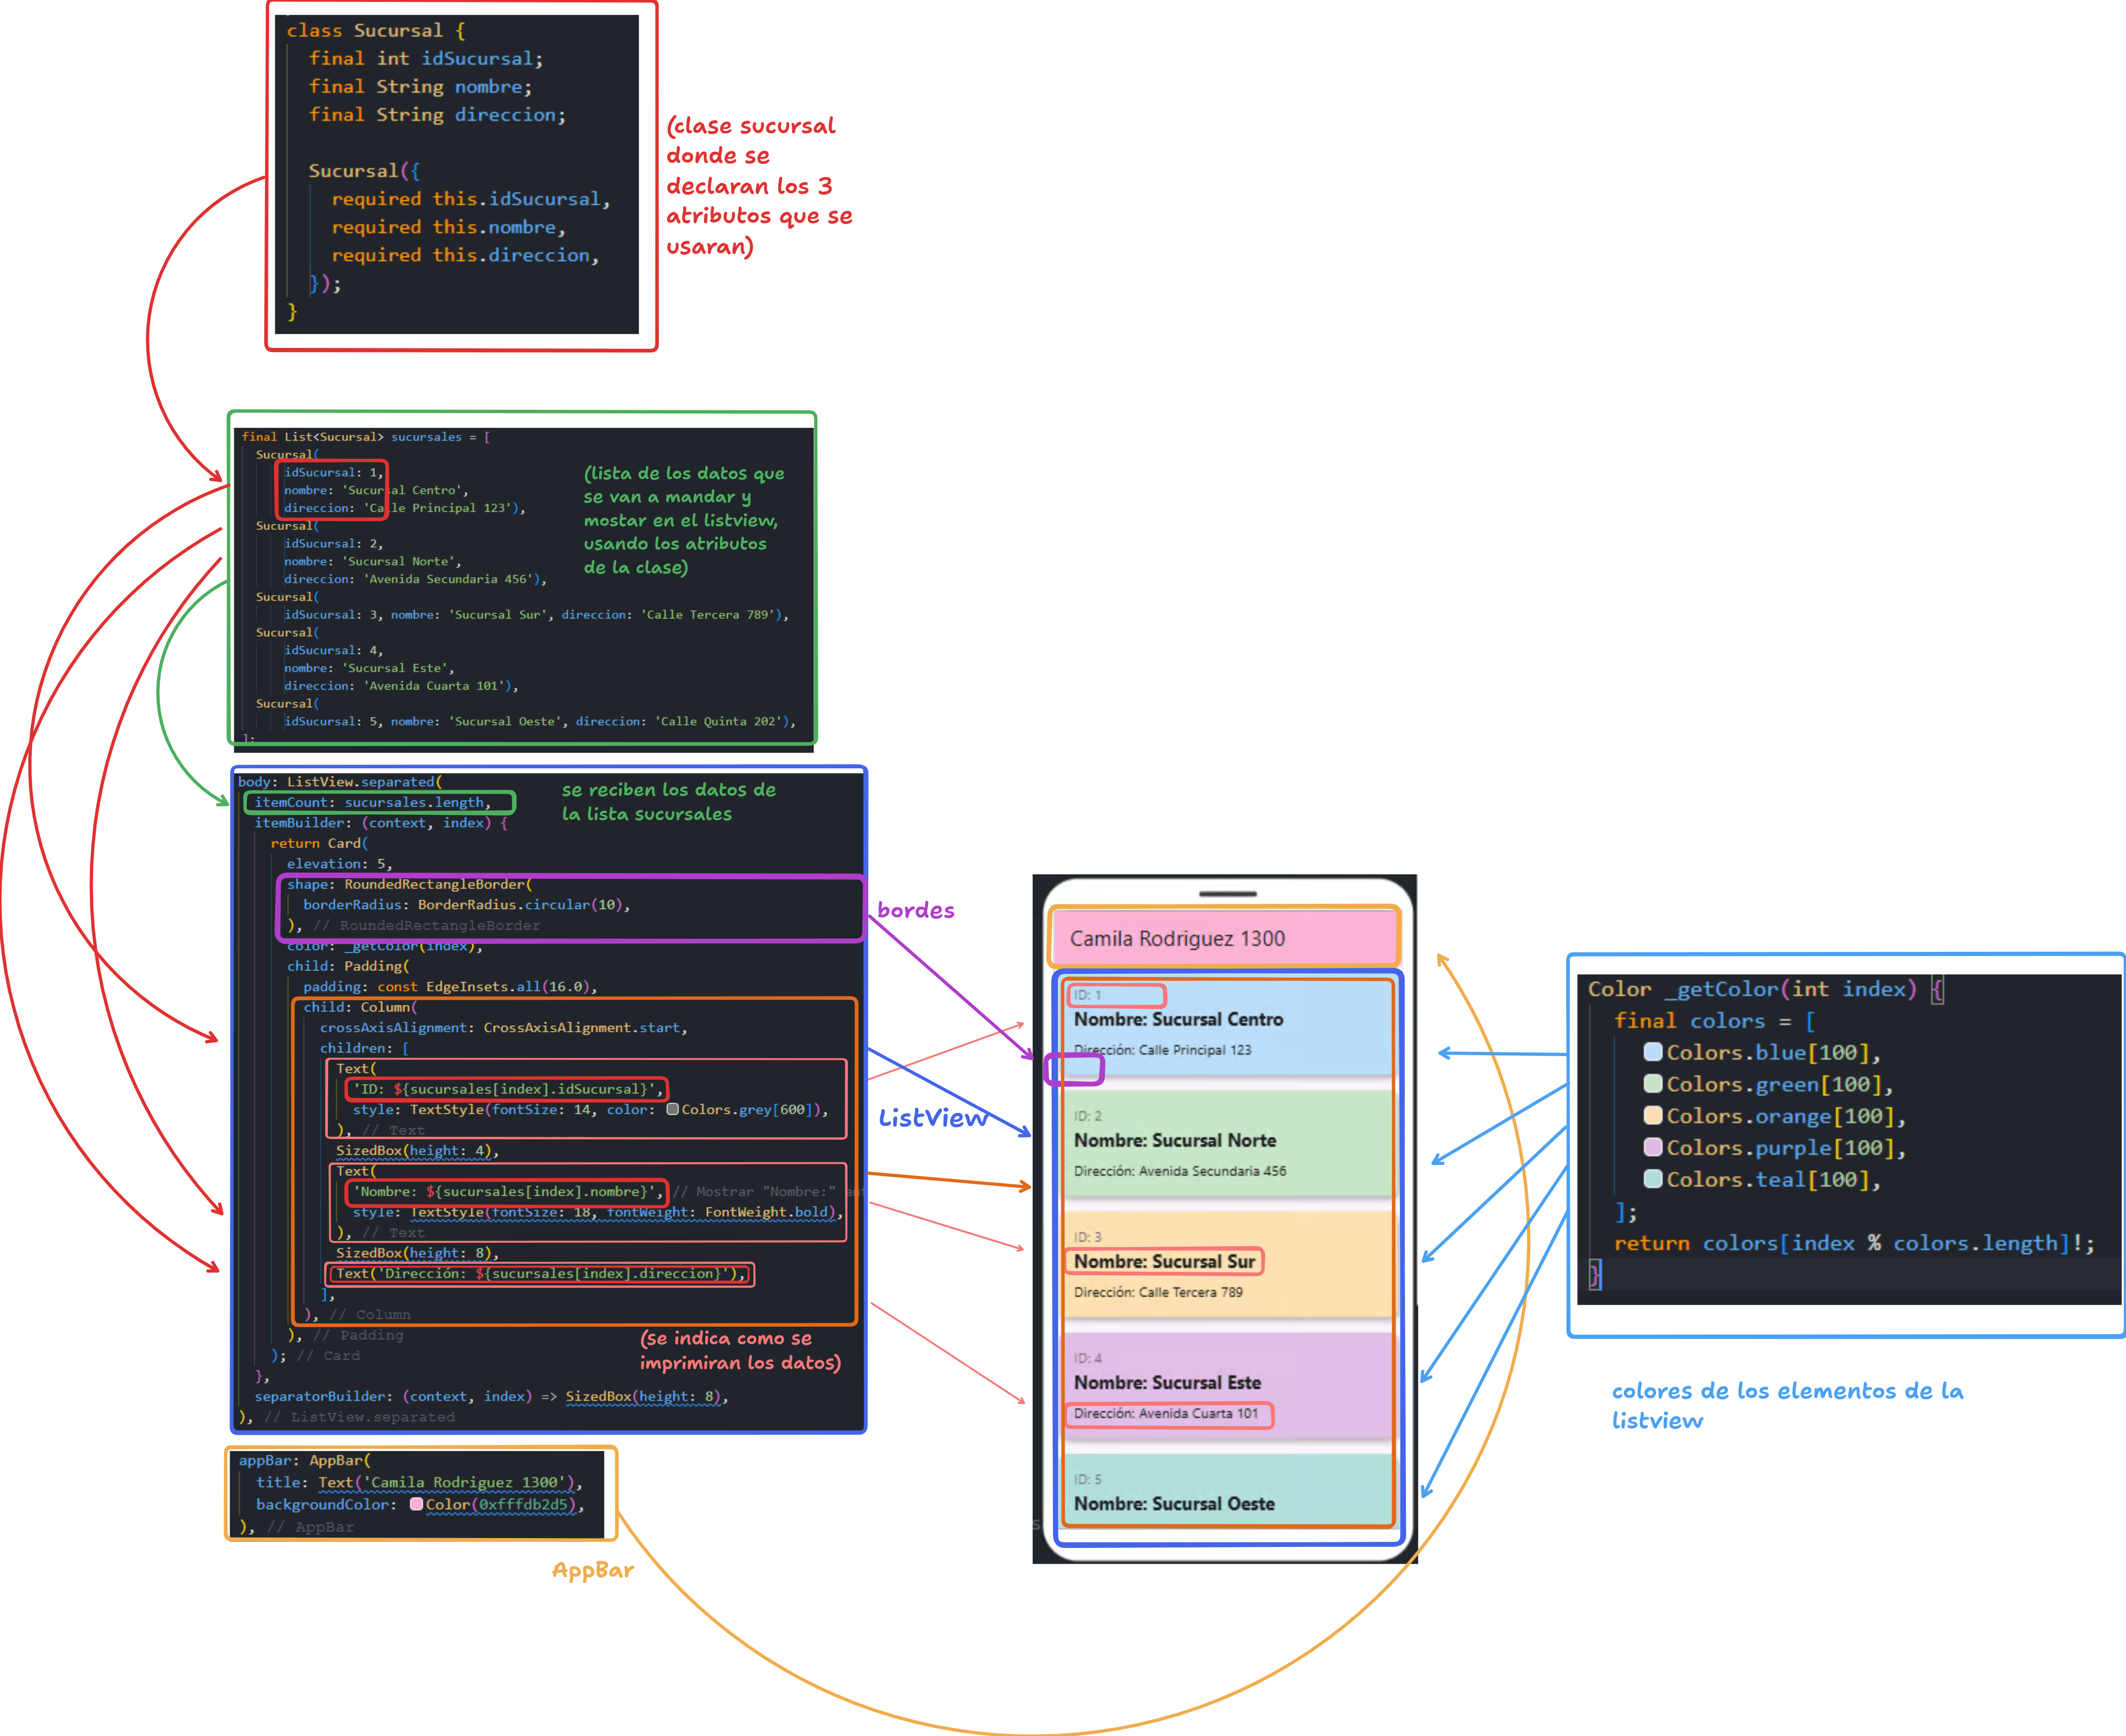 class Sucursal {
final int idSucursal;
final String nombre;
final String direccion;
Sucursal({
required this.idSucursal,
required this.nombre,
required this.direccion,
});
}
(clase sucursal
donde se
declaran los 3
atributos que se
usaran)
final List<Sucursal> sucursales = [
Sucursal(
idSucursal: 1,
nombre: 'Sucursal Centro',
direccion: 'Calle Principal 123'),
Sucursal(
idSucursal: 2,
nombre: 'Sucursal Norte',
direccion: 'Avenida Secundaria 456'),
Sucursal(
idSucursal: 3, nombre: 'Sucursal Sur', direccion: 'Calle Tercera 789'),
Sucursal(
idSucursal: 4,
nombre: 'Sucursal Este',
direccion: 'Avenida Cuarta 101'),
Sucursal(
idSucursal: 5, nombre: 'Sucursal Oeste', direccion: 'Calle Quinta 202'),
];
(lista de los datos que
se van a mandar y
mostar en el listview,
usando los atributos
de la clase)
body: ListView.separated(
itemCount: sucursales.length,
itemBuilder: (context, index) {
return Card(
elevation: 5,
shape: RoundedRectangleBorder(
borderRadius: BorderRadius.circular(10),
), // RoundedRectangleBorder
color: _getColor(index),
child: Padding(
padding: const EdgeInsets.all(16.0),
child: Column(
crossAxisAlignment: CrossAxisAlignment.start,
children: [
Text(
'ID: ${sucursales[index].idSucursal}',
style: TextStyle(fontSize: 14, color: Colors.grey[600]),
), // Text
SizedBox(height: 4),
Text(
'Nombre: ${sucursales[index].nombre}', // Mostrar "Nombre:" ant
style: TextStyle(fontSize: 18, fontWeight: FontWeight.bold),
), // Text
SizedBox(height: 8),
Text('Dirección: ${sucursales[index].direccion}'),
],
), // Column
), // Padding
); // Card
},
separatorBuilder: (context, index) => SizedBox(height: 8),
), // ListView.separated
se reciben los datos de
la lista sucursales
(se indica como se
imprimiran los datos)
bordes
ListView
appBar: AppBar(
title: Text('Camila Rodriguez 1300'),
backgroundColor: Color(0xfffdb2d5),
), // AppBar
AppBar
Camila Rodriguez 1300
ID: 1
Nombre: Sucursal Centro
Dirección: Calle Principal 123
ID: 2
Nombre: Sucursal Norte
Dirección: Avenida Secundaria 456
ID: 3
Nombre: Sucursal Sur
Dirección: Calle Tercera 789
ID: 4
Nombre: Sucursal Este
Dirección: Avenida Cuarta 101
ID: 5
Nombre: Sucursal Oeste
s
Color _getColor(int index) {
final colors = [
Colors.blue[100],
Colors.green[100],
Colors.orange[100],
Colors.purple[100],
Colors.teal[100],
];
return colors[index % colors.length]!;
}
colores de los elementos de la
listview